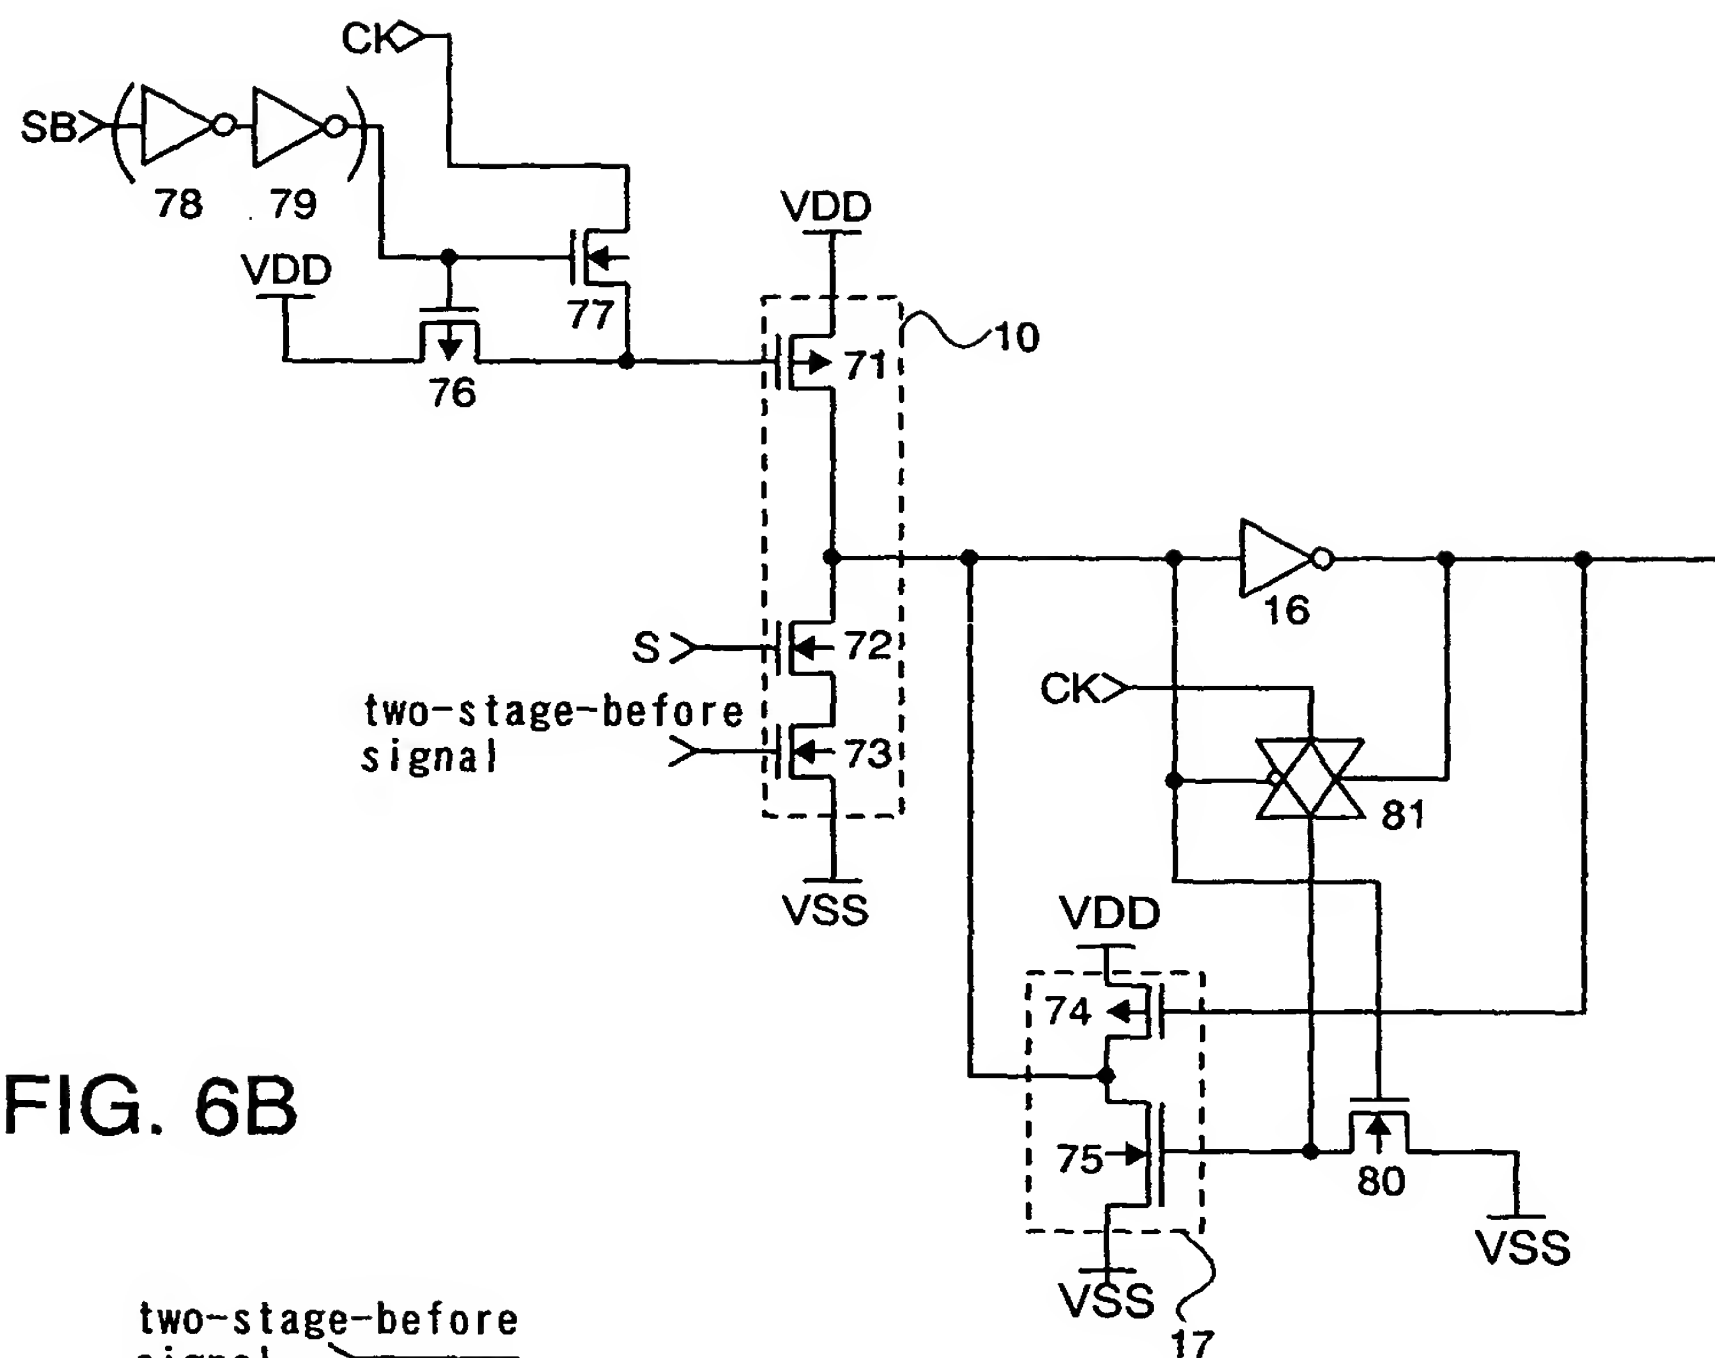 CK
SB
78 79
VDD
VDD
77
10
71
76
16
S
72
CK
two-stage-before
signal
73
81
VSS
VDD
74
FIG. 6B
75
80
VSS
VSS
17
two-stage-before
signal